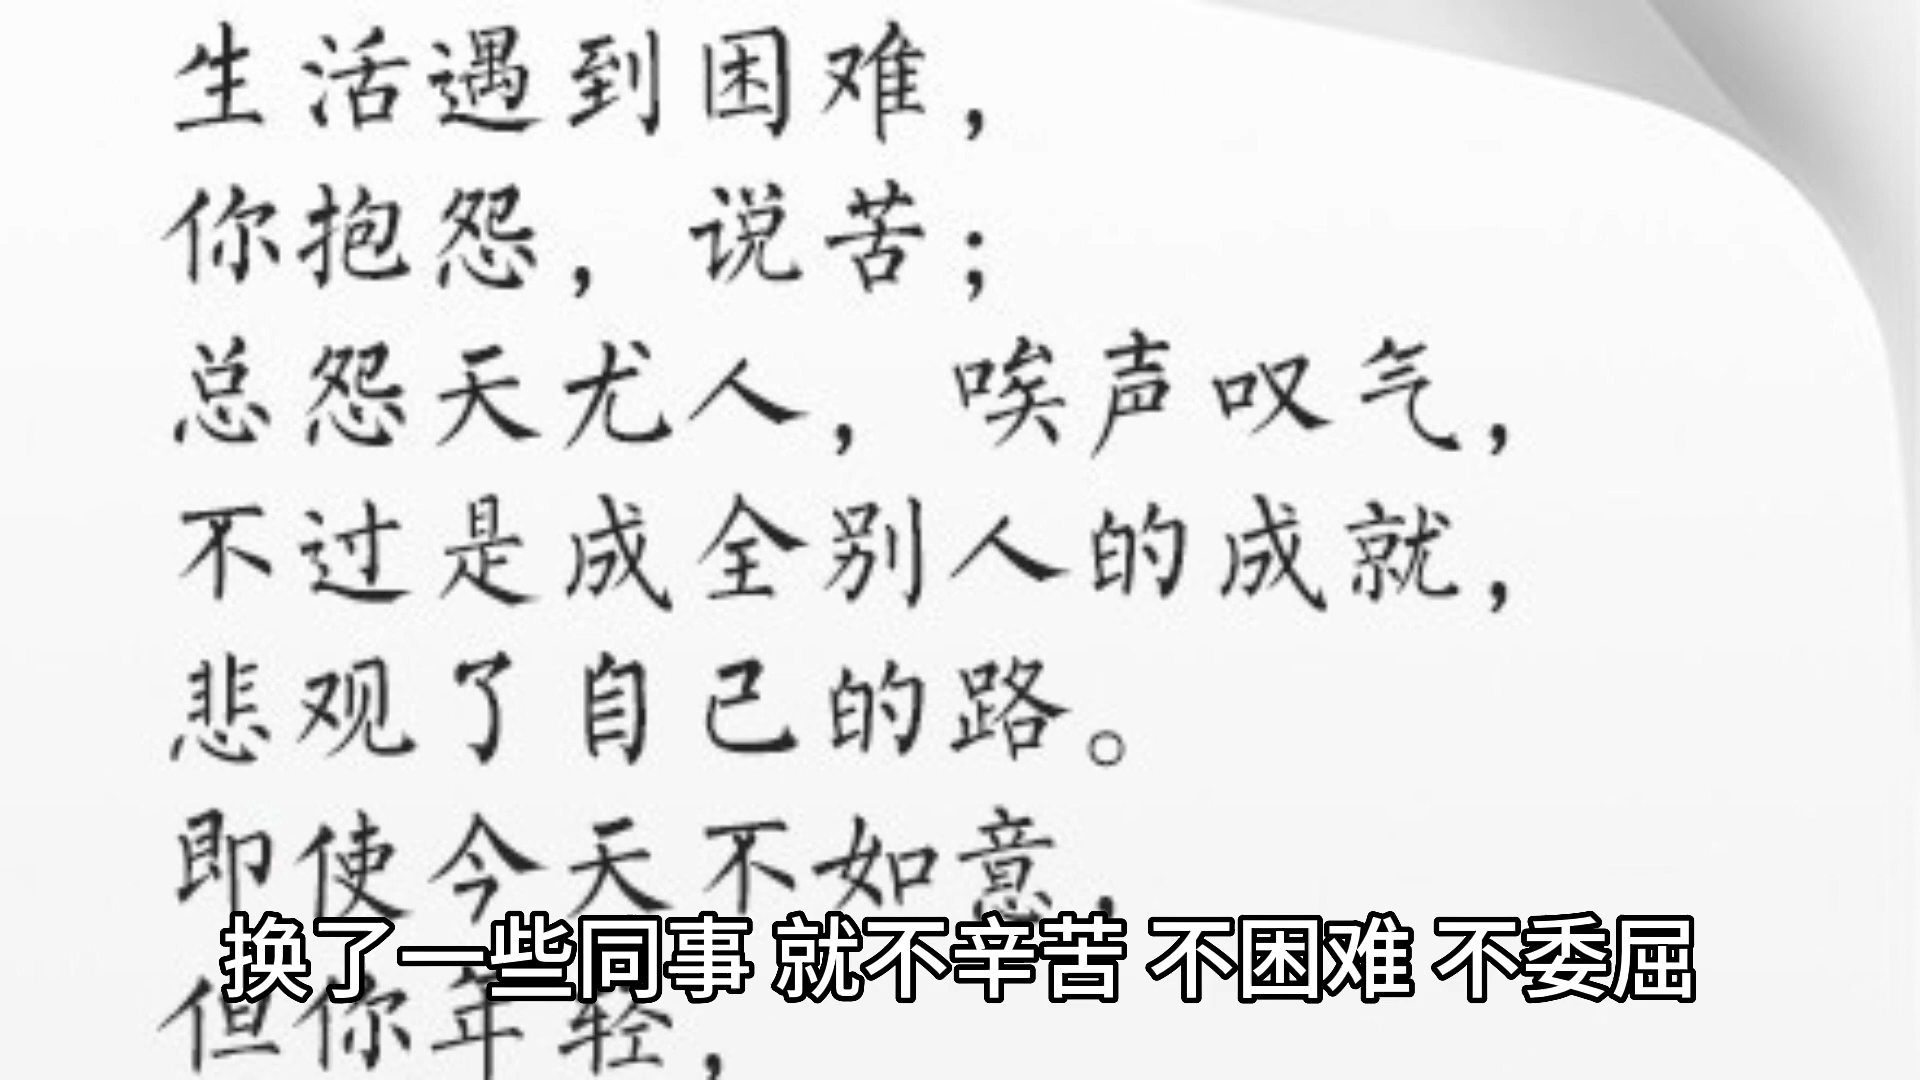 生活遇到困难，
你抱怨，说苦；
总怨天尤人，唉声叹气，
不过是成全别人的成就，
悲观了自己的路。
即使今天不如意，
换了一些同事 就不辛苦 不困难 不委屈
但你年轻，